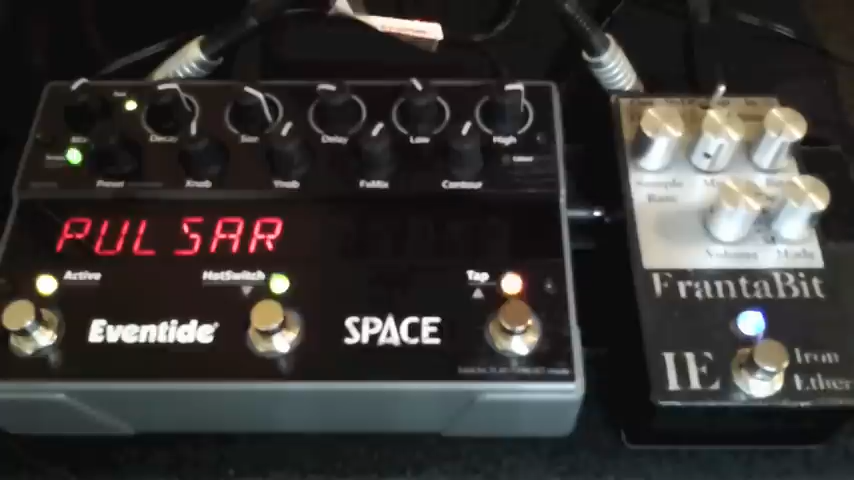 Mix
Decay
Size
Delay
Low
High
Preset
Xnob
Ynob
FxMix
Contour
PULSAR
Active
HotSwitch
Tap
Eventide
SPACE
Sample
Rate
Volume
Mode
FrantaBit
IE Iron
Ether